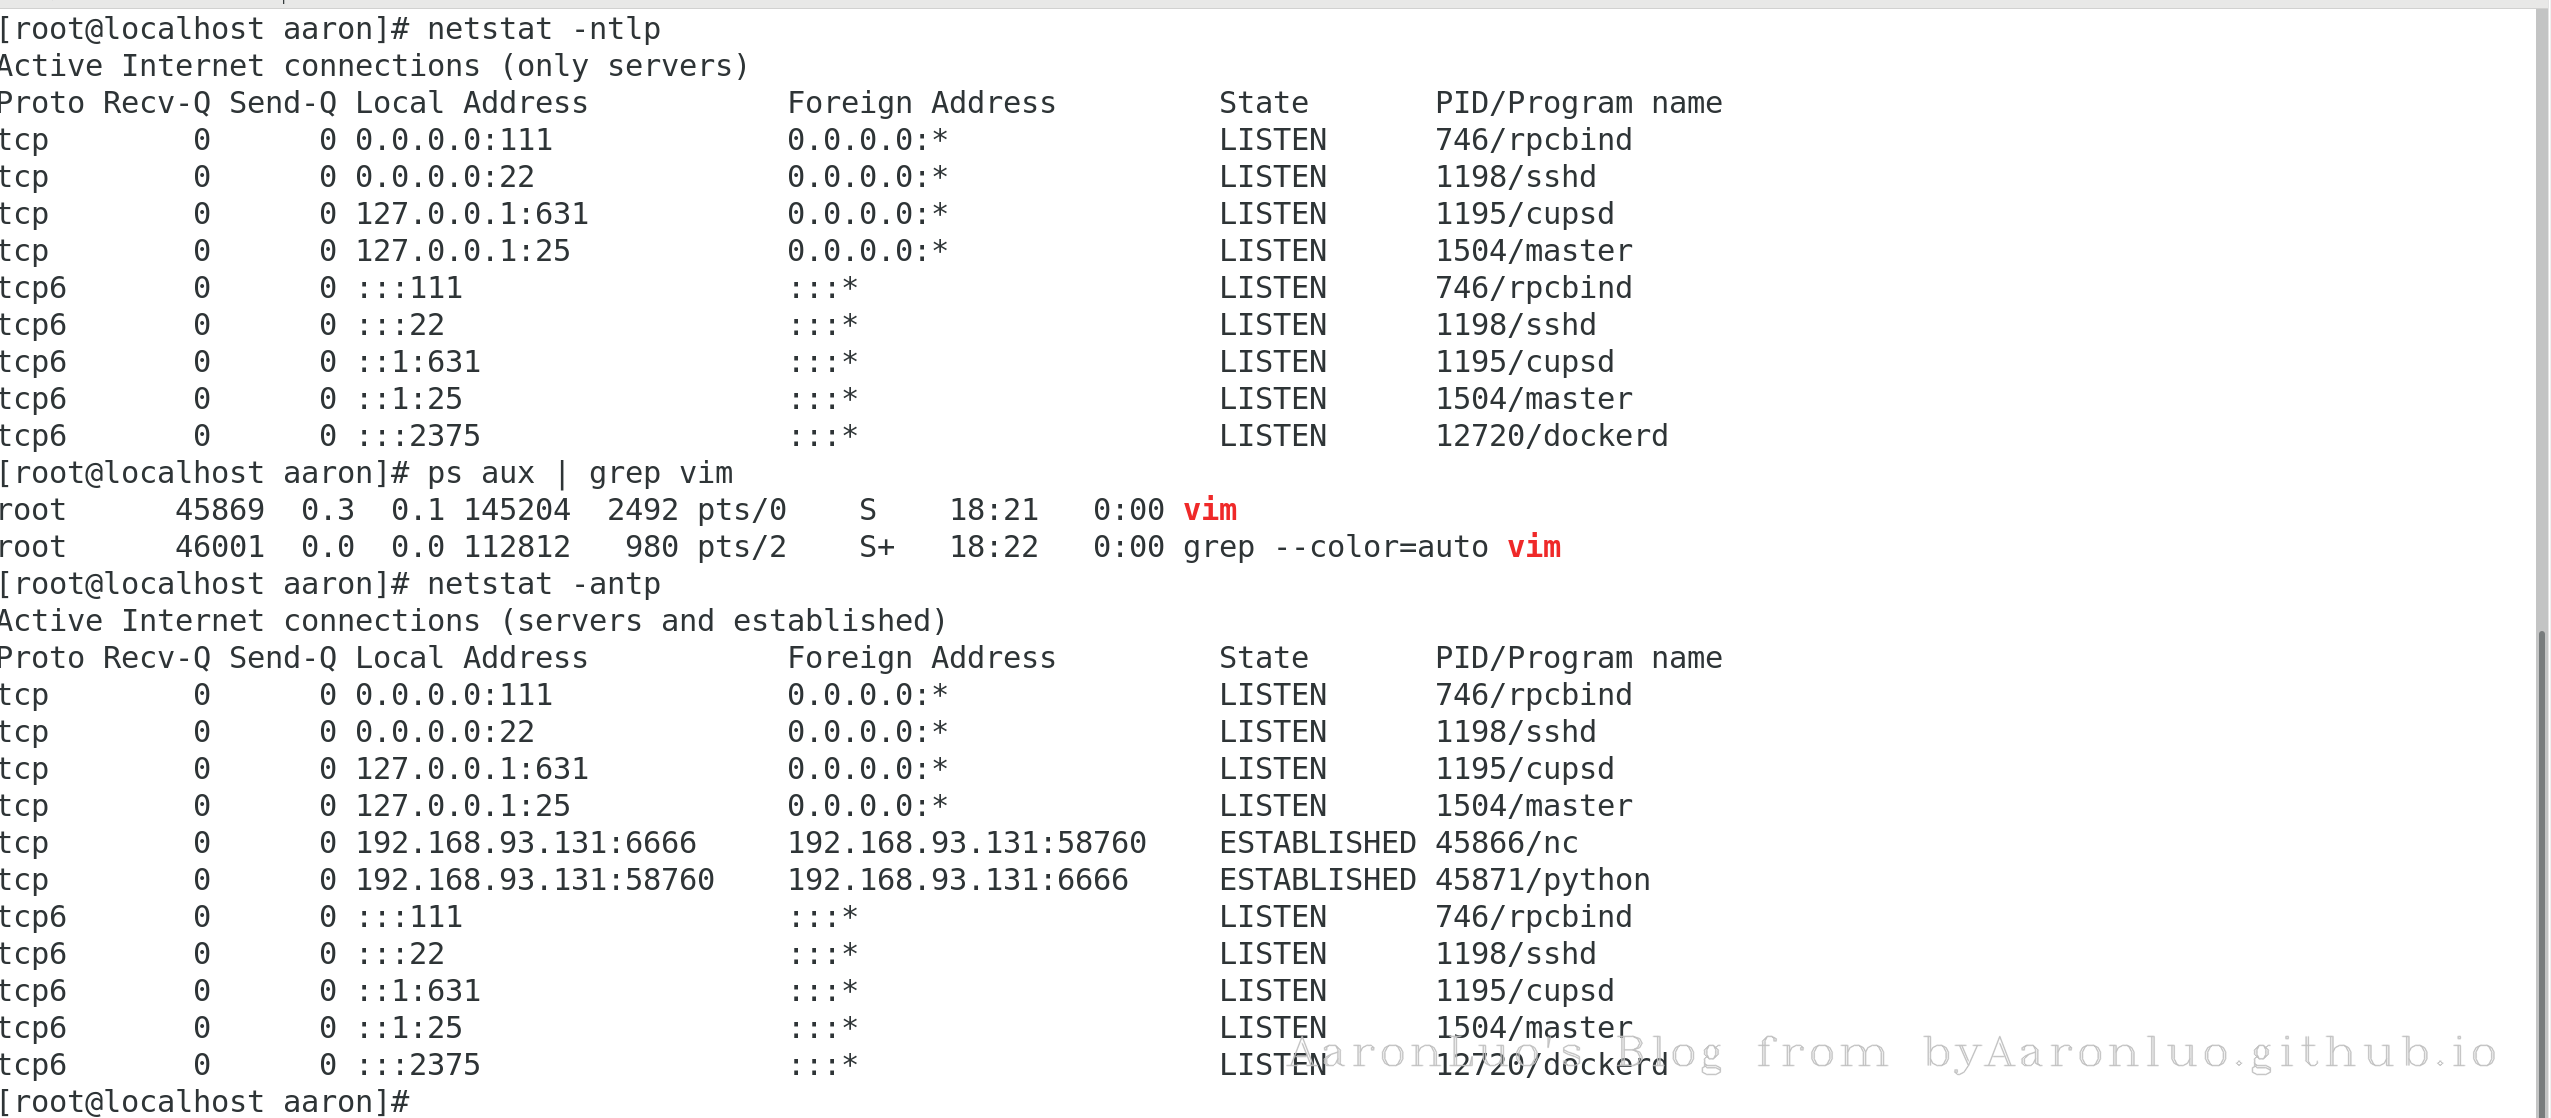 [root@localhost aaron]# netstat -ntlp
Active Internet connections (only servers)
Proto Recv-Q Send-Q Local Address           Foreign Address         State       PID/Program name
tcp        0      0 0.0.0.0:111             0.0.0.0:*               LISTEN      746/rpcbind
tcp        0      0 0.0.0.0:22              0.0.0.0:*               LISTEN      1198/sshd
tcp        0      0 127.0.0.1:631           0.0.0.0:*               LISTEN      1195/cupsd
tcp        0      0 127.0.0.1:25            0.0.0.0:*               LISTEN      1504/master
tcp6       0      0 :::111                  :::*                    LISTEN      746/rpcbind
tcp6       0      0 :::22                   :::*                    LISTEN      1198/sshd
tcp6       0      0 ::1:631                 :::*                    LISTEN      1195/cupsd
tcp6       0      0 ::1:25                  :::*                    LISTEN      1504/master
tcp6       0      0 :::2375                 :::*                    LISTEN      12720/dockerd
[root@localhost aaron]# ps aux | grep vim
root      45869  0.3  0.1 145204  2492 pts/0    S    18:21   0:00 vim
root      46001  0.0  0.0 112812   980 pts/2    S+   18:22   0:00 grep --color=auto vim
[root@localhost aaron]# netstat -antp
Active Internet connections (servers and established)
Proto Recv-Q Send-Q Local Address           Foreign Address         State       PID/Program name
tcp        0      0 0.0.0.0:111             0.0.0.0:*               LISTEN      746/rpcbind
tcp        0      0 0.0.0.0:22              0.0.0.0:*               LISTEN      1198/sshd
tcp        0      0 127.0.0.1:631           0.0.0.0:*               LISTEN      1195/cupsd
tcp        0      0 127.0.0.1:25            0.0.0.0:*               LISTEN      1504/master
tcp        0      0 192.168.93.131:6666     192.168.93.131:58760    ESTABLISHED 45866/nc
tcp        0      0 192.168.93.131:58760    192.168.93.131:6666     ESTABLISHED 45871/python
tcp6       0      0 :::111                  :::*                    LISTEN      746/rpcbind
tcp6       0      0 :::22                   :::*                    LISTEN      1198/sshd
tcp6       0      0 ::1:631                 :::*                    LISTEN      1195/cupsd
tcp6       0      0 ::1:25                  :::*                    LISTEN      1504/master
tcp6       0      0 :::2375                 :::*                    LISTEN      12720/dockerd
AaronLuo's Blog from byAaronluo.github.io
[root@localhost aaron]#